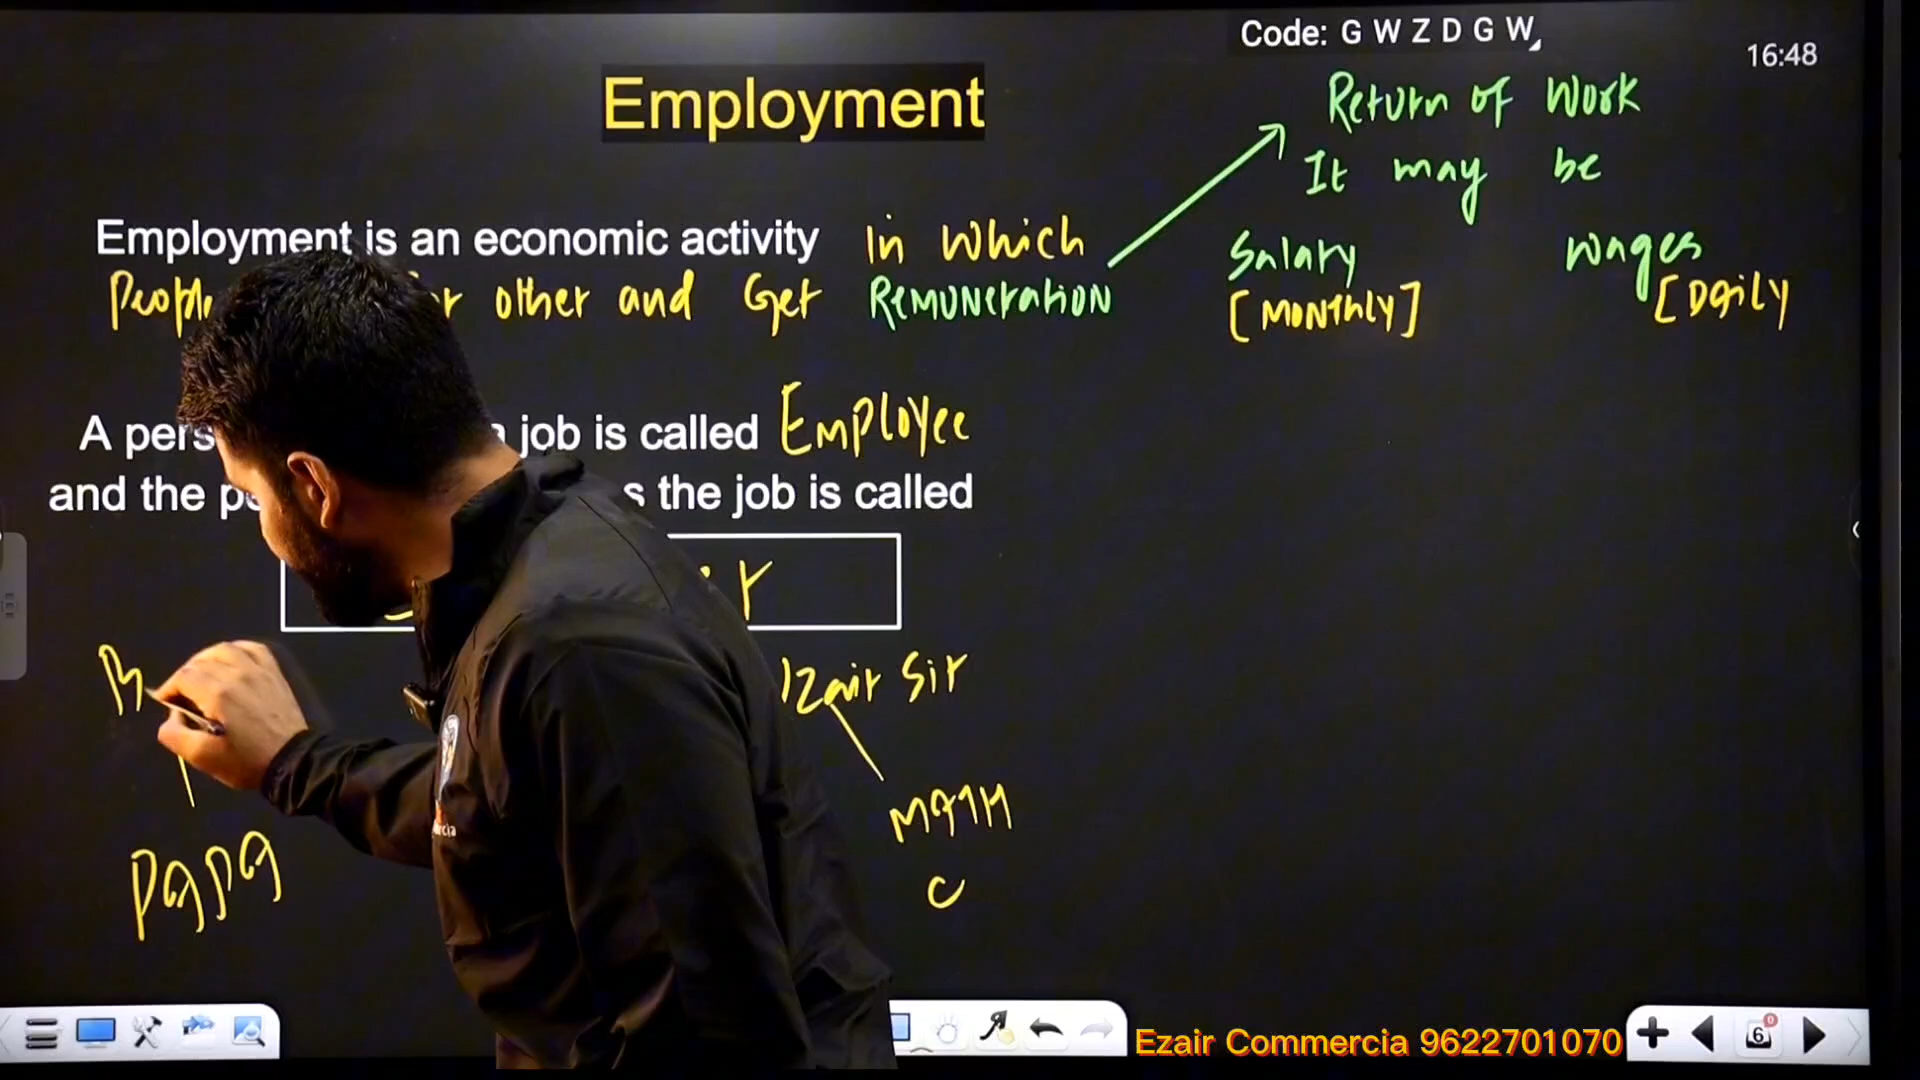 Code: G W Z D G W
16:48
Employment
Return of Work
It may be
Salary wages
[Monthly] [Daily
Employment is an economic activity in which
other and Get Remuneration
job is called Employee
and the the job is called
Izair Sir
MATH
C
Papa
6
0
Ezair Commercia 9622701070